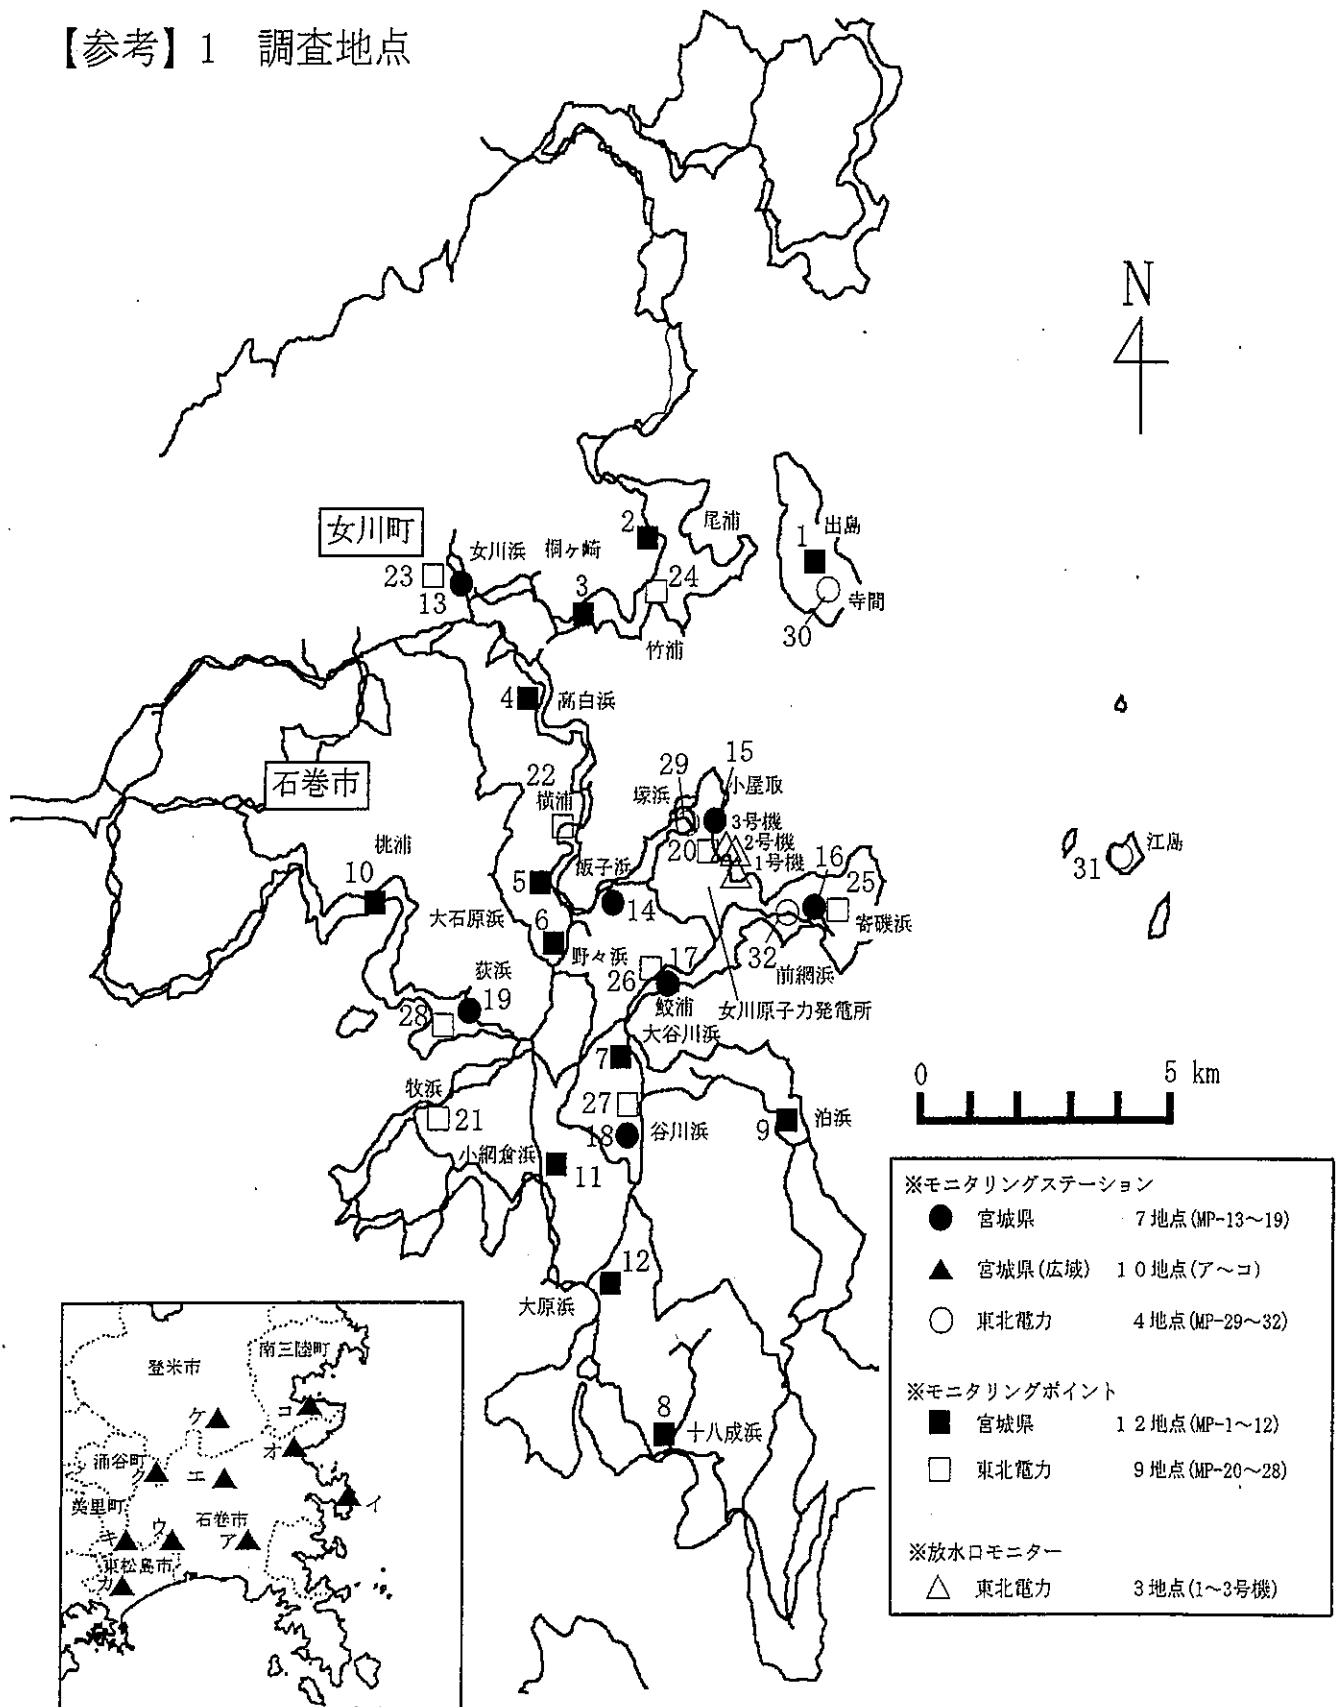 【参考】1 調査地点
N
女川町
女川浜
桐ヶ崎
2
尾浦
1
出島
23
13
3
24
寺間
30
竹浦
4
高白浜
石巻市
22
横浦
29
15
塚浜
小屋取
3号機
2号機
20
1号機
16
25
31
江島
桃浦
10
飯子浜
5
14
大石原浜
6
寄磯浜
野々浜
17
32
前網浜
荻浜
26
19
鮫浦
女川原子力発電所
28
大谷川浜
7
0
5 km
牧浜
27
21
18
谷川浜
9
泊浜
小網倉浜
11
12
大原浜
8
十八成浜
※モニタリングステーション
● 宮城県 7地点(MP-13～19)
▲ 宮城県(広域) 10地点(ア～コ)
○ 東北電力 4地点(MP-29～32)
※モニタリングポイント
■ 宮城県 12地点(MP-1～12)
□ 東北電力 9地点(MP-20～28)
※放水口モニター
△ 東北電力 3地点(1～3号機)
南三陸町
登米市
ケ
コ
オ
涌谷町
ク
エ
イ
美里町
石巻市
キ
ウ
ア
東松島市
カ